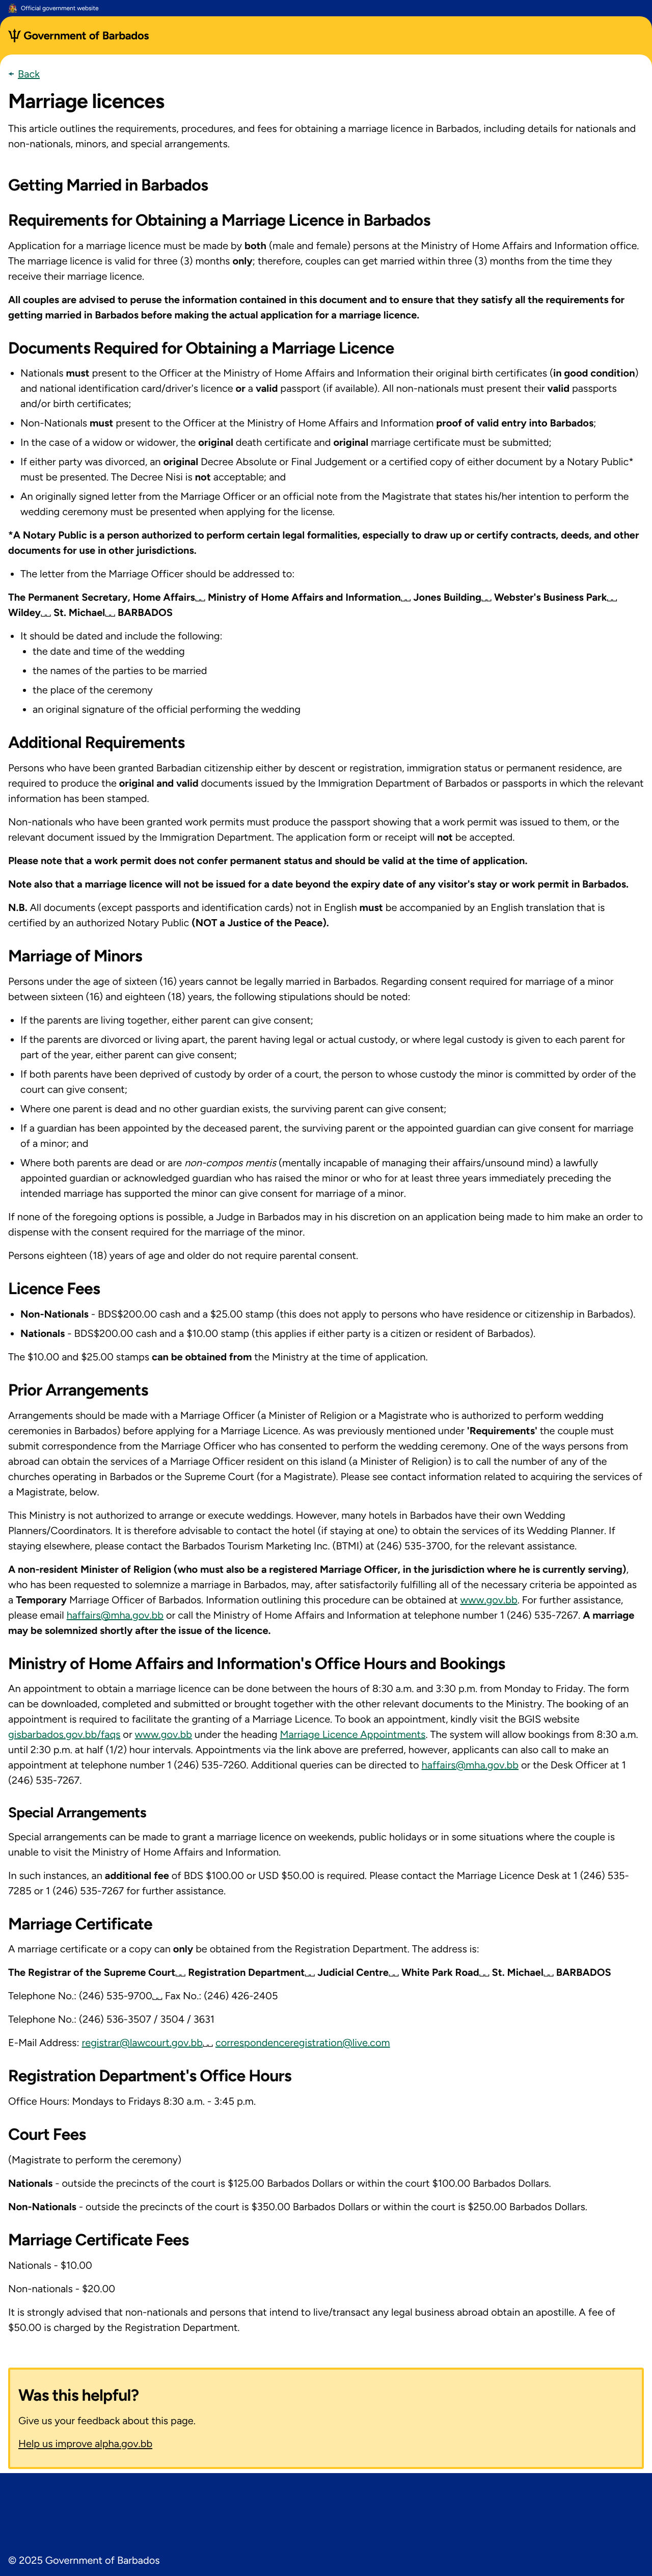 Official government website
Government of Barbados
Back
Marriage licences
This article outlines the requirements, procedures, and fees for obtaining a marriage licence in Barbados, including details for nationals and
non-nationals, minors, and special arrangements.
Getting Married in Barbados
Requirements for Obtaining a Marriage Licence in Barbados
Application for a marriage licence must be made by both (male and female) persons at the Ministry of Home Affairs and Information office.
The marriage licence is valid for three (3) months only; therefore, couples can get married within three (3) months from the time they
receive their marriage licence.
All couples are advised to peruse the information contained in this document and to ensure that they satisfy all the requirements for
getting married in Barbados before making the actual application for a marriage licence.
Documents Required for Obtaining a Marriage Licence
• Nationals must present to the Officer at the Ministry of Home Affairs and Information their original birth certificates (in good condition)
and national identification card/driver's licence or a valid passport (if available). All non-nationals must present their valid passports
and/or birth certificates;
• Non-Nationals must present to the Officer at the Ministry of Home Affairs and Information proof of valid entry into Barbados;
• In the case of a widow or widower, the original death certificate and original marriage certificate must be submitted;
• If either party was divorced, an original Decree Absolute or Final Judgement or a certified copy of either document by a Notary Public*
must be presented. The Decree Nisi is not acceptable; and
• An originally signed letter from the Marriage Officer or an official note from the Magistrate that states his/her intention to perform the
wedding ceremony must be presented when applying for the license.
*A Notary Public is a person authorized to perform certain legal formalities, especially to draw up or certify contracts, deeds, and other
documents for use in other jurisdictions.
• The letter from the Marriage Officer should be addressed to:
The Permanent Secretary, Home Affairs Ministry of Home Affairs and Information Jones Building Webster's Business Park
Wildey St. Michael BARBADOS
• It should be dated and include the following:
• the date and time of the wedding
• the names of the parties to be married
• the place of the ceremony
• an original signature of the official performing the wedding
Additional Requirements
Persons who have been granted Barbadian citizenship either by descent or registration, immigration status or permanent residence, are
required to produce the original and valid documents issued by the Immigration Department of Barbados or passports in which the relevant
information has been stamped.
Non-nationals who have been granted work permits must produce the passport showing that a work permit was issued to them, or the
relevant document issued by the Immigration Department. The application form or receipt will not be accepted.
Please note that a work permit does not confer permanent status and should be valid at the time of application.
Note also that a marriage licence will not be issued for a date beyond the expiry date of any visitor's stay or work permit in Barbados.
N.B. All documents (except passports and identification cards) not in English must be accompanied by an English translation that is
certified by an authorized Notary Public (NOT a Justice of the Peace).
Marriage of Minors
Persons under the age of sixteen (16) years cannot be legally married in Barbados. Regarding consent required for marriage of a minor
between sixteen (16) and eighteen (18) years, the following stipulations should be noted:
• If the parents are living together, either parent can give consent;
• If the parents are divorced or living apart, the parent having legal or actual custody, or where legal custody is given to each parent for
part of the year, either parent can give consent;
• If both parents have been deprived of custody by order of a court, the person to whose custody the minor is committed by order of the
court can give consent;
• Where one parent is dead and no other guardian exists, the surviving parent can give consent;
• If a guardian has been appointed by the deceased parent, the surviving parent or the appointed guardian can give consent for marriage
of a minor; and
• Where both parents are dead or are non-compos mentis (mentally incapable of managing their affairs/unsound mind) a lawfully
appointed guardian or acknowledged guardian who has raised the minor or who for at least three years immediately preceding the
intended marriage has supported the minor can give consent for marriage of a minor.
If none of the foregoing options is possible, a Judge in Barbados may in his discretion on an application being made to him make an order to
dispense with the consent required for the marriage of the minor.
Persons eighteen (18) years of age and older do not require parental consent.
Licence Fees
• Non-Nationals - BDS$200.00 cash and a $25.00 stamp (this does not apply to persons who have residence or citizenship in Barbados).
• Nationals - BDS$200.00 cash and a $10.00 stamp (this applies if either party is a citizen or resident of Barbados).
The $10.00 and $25.00 stamps can be obtained from the Ministry at the time of application.
Prior Arrangements
Arrangements should be made with a Marriage Officer (a Minister of Religion or a Magistrate who is authorized to perform wedding
ceremonies in Barbados) before applying for a Marriage Licence. As was previously mentioned under 'Requirements' the couple must
submit correspondence from the Marriage Officer who has consented to perform the wedding ceremony. One of the ways persons from
abroad can obtain the services of a Marriage Officer resident on this island (a Minister of Religion) is to call the number of any of the
churches operating in Barbados or the Supreme Court (for a Magistrate). Please see contact information related to acquiring the services of
a Magistrate, below.
This Ministry is not authorized to arrange or execute weddings. However, many hotels in Barbados have their own Wedding
Planners/Coordinators. It is therefore advisable to contact the hotel (if staying at one) to obtain the services of its Wedding Planner. If
staying elsewhere, please contact the Barbados Tourism Marketing Inc. (BTMI) at (246) 535-3700, for the relevant assistance.
A non-resident Minister of Religion (who must also be a registered Marriage Officer, in the jurisdiction where he is currently serving),
who has been requested to solemnize a marriage in Barbados, may, after satisfactorily fulfilling all of the necessary criteria be appointed as
a Temporary Marriage Officer of Barbados. Information outlining this procedure can be obtained at www.gov.bb. For further assistance,
please email haffairs@mha.gov.bb or call the Ministry of Home Affairs and Information at telephone number 1 (246) 535-7267. A marriage
may be solemnized shortly after the issue of the licence.
Ministry of Home Affairs and Information's Office Hours and Bookings
An appointment to obtain a marriage licence can be done between the hours of 8:30 a.m. and 3:30 p.m. from Monday to Friday. The form
can be downloaded, completed and submitted or brought together with the other relevant documents to the Ministry. The booking of an
appointment is required to facilitate the granting of a Marriage Licence. To book an appointment, kindly visit the BGIS website
gisbarbados.gov.bb/faqs or www.gov.bb under the heading Marriage Licence Appointments. The system will allow bookings from 8:30 a.m.
until 2:30 p.m. at half (1/2) hour intervals. Appointments via the link above are preferred, however, applicants can also call to make an
appointment at telephone number 1 (246) 535-7260. Additional queries can be directed to haffairs@mha.gov.bb or the Desk Officer at 1
(246) 535-7267.
Special Arrangements
Special arrangements can be made to grant a marriage licence on weekends, public holidays or in some situations where the couple is
unable to visit the Ministry of Home Affairs and Information.
In such instances, an additional fee of BDS $100.00 or USD $50.00 is required. Please contact the Marriage Licence Desk at 1 (246) 535-
7285 or 1 (246) 535-7267 for further assistance.
Marriage Certificate
A marriage certificate or a copy can only be obtained from the Registration Department. The address is:
The Registrar of the Supreme Court Registration Department Judicial Centre White Park Road St. Michael BARBADOS
Telephone No.: (246) 535-9700 Fax No.: (246) 426-2405
Telephone No.: (246) 536-3507 / 3504 / 3631
E-Mail Address: registrar@lawcourt.gov.bb correspondenceregistration@live.com
Registration Department's Office Hours
Office Hours: Mondays to Fridays 8:30 a.m. - 3:45 p.m.
Court Fees
(Magistrate to perform the ceremony)
Nationals - outside the precincts of the court is $125.00 Barbados Dollars or within the court $100.00 Barbados Dollars.
Non-Nationals - outside the precincts of the court is $350.00 Barbados Dollars or within the court is $250.00 Barbados Dollars.
Marriage Certificate Fees
Nationals - $10.00
Non-nationals - $20.00
It is strongly advised that non-nationals and persons that intend to live/transact any legal business abroad obtain an apostille. A fee of
$50.00 is charged by the Registration Department.
Was this helpful?
Give us your feedback about this page.
Help us improve alpha.gov.bb
© 2025 Government of Barbados